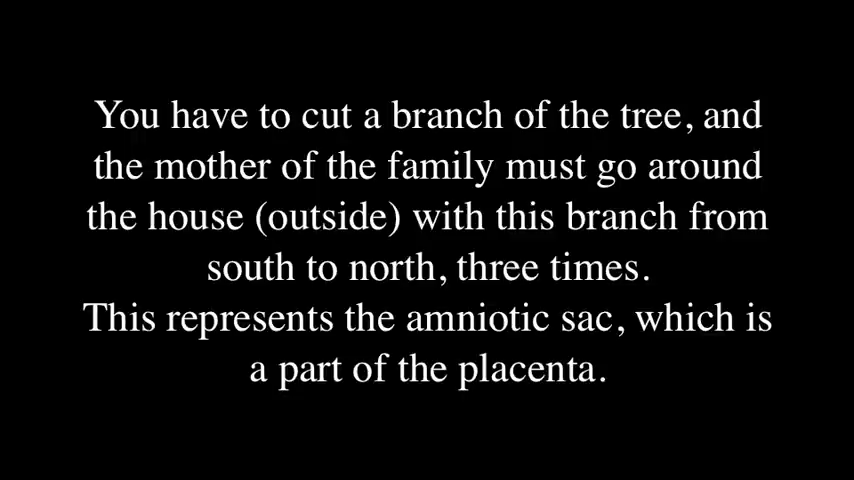 You have to cut a branch of the tree, and
the mother of the family must go around
the house (outside) with this branch from
south to north, three times.
This represents the amniotic sac, which is
a part of the placenta.